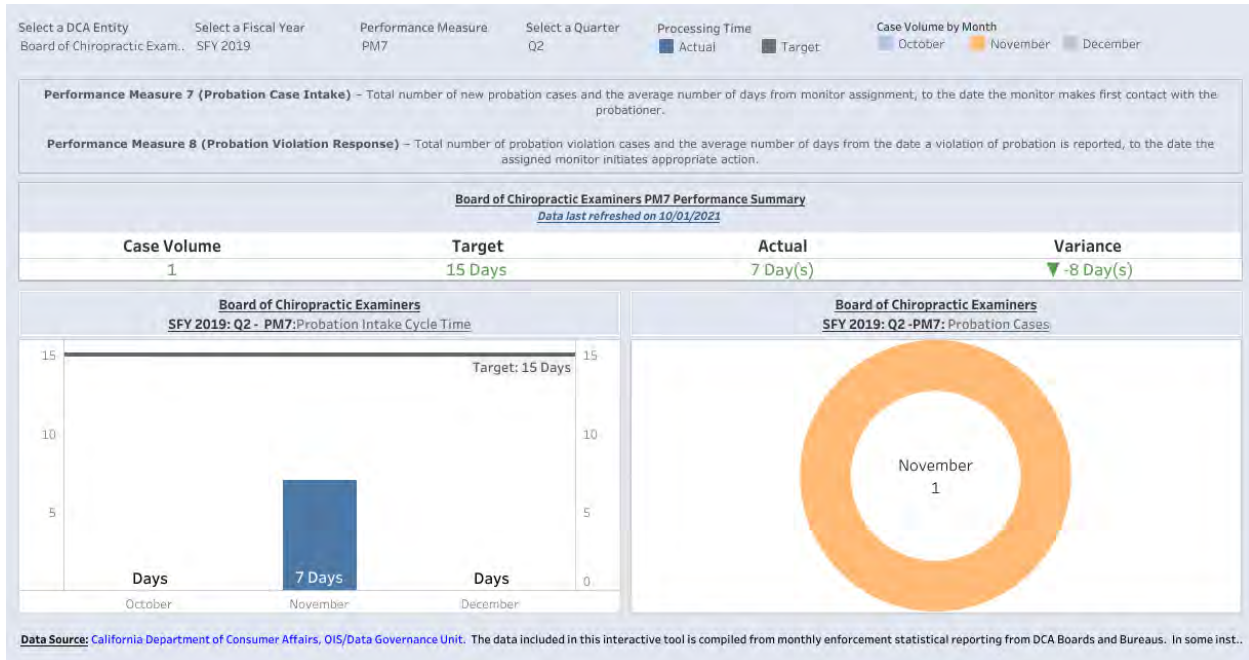 Select a DCA Entity Select a Fiscal Year Performance Measure Select a Quarter Processing Time Case Volume by Month
Board of Chiropractic Exam.. SFY 2019 PM7 Q2 Actual Target October November December
Performance Measure 7 (Probation Case Intake) – Total number of new probation cases and the average number of days from monitor assignment, to the date the monitor makes first contact with the
probationer.
Performance Measure 8 (Probation Violation Response) – Total number of probation violation cases and the average number of days from the date a violation of probation is reported, to the date the
assigned monitor initiates appropriate action.
Board of Chiropractic Examiners PM7 Performance Summary
Data last refreshed on 10/01/2021
Case Volume Target Actual Variance
1 15 Days 7 Day(s) ▼ -8 Day(s)
Board of Chiropractic Examiners
SFY 2019: Q2 - PM7:Probation Intake Cycle Time
15 15
Target: 15 Days
10 10
5 5
Days 7 Days Days 0
October November December
Board of Chiropractic Examiners
SFY 2019: Q2 -PM7: Probation Cases
November
1
Data Source: California Department of Consumer Affairs, OIS/Data Governance Unit. The data included in this interactive tool is compiled from monthly enforcement statistical reporting from DCA Boards and Bureaus. In some inst..